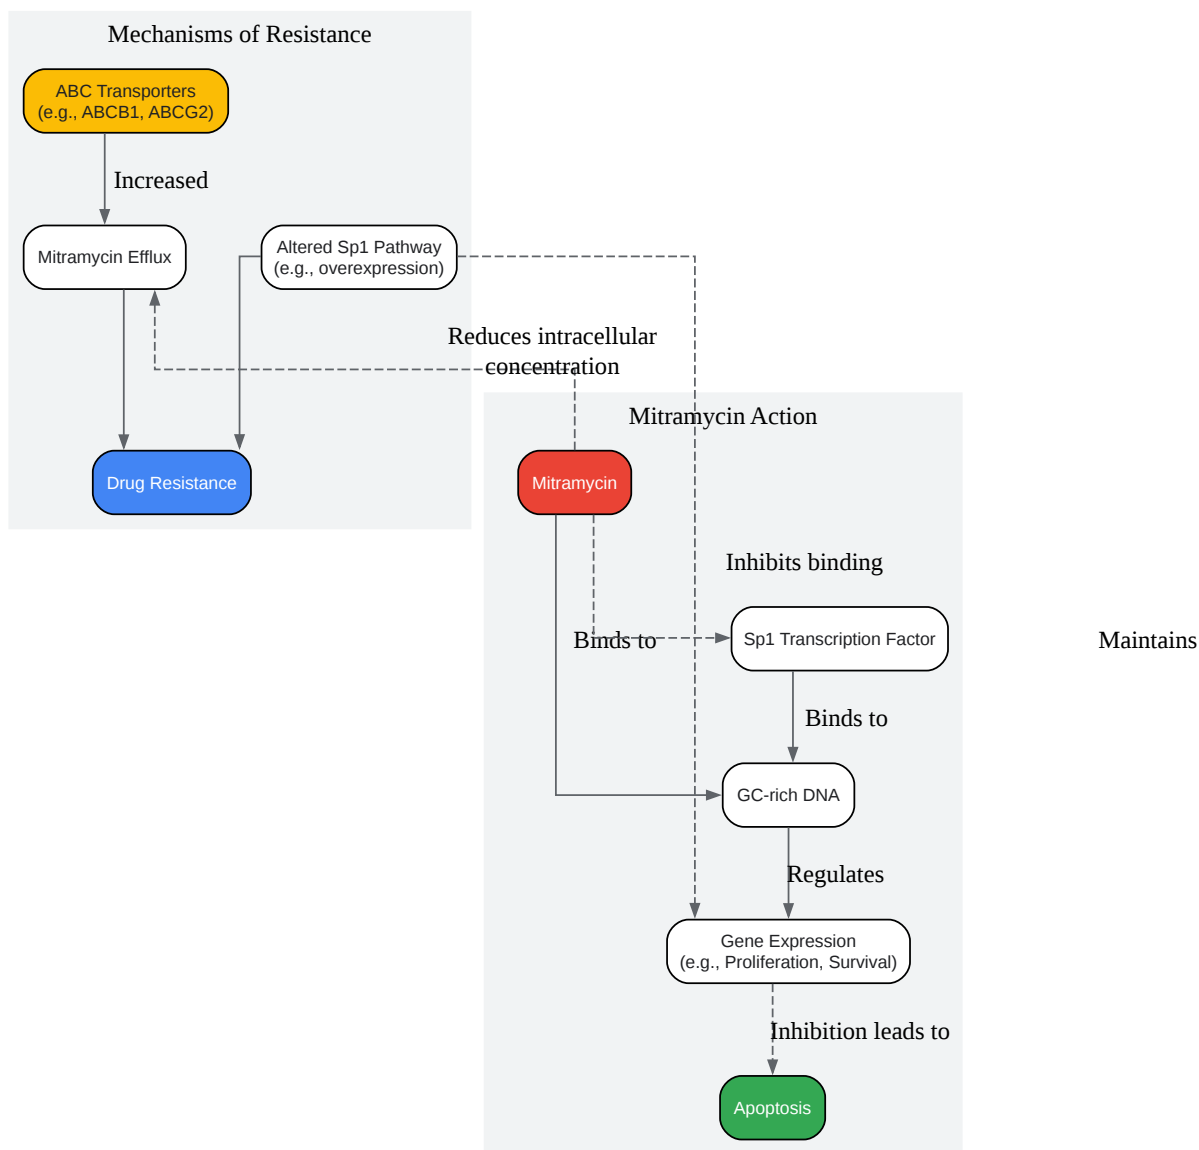 Mechanisms of Resistance
ABC Transporters
(e.g., ABCB1, ABCG2)
Increased
Mitramycin Efflux
Altered Sp1 Pathway
(e.g., overexpression)
Reduces intracellular
concentration
Drug Resistance
Mitramycin Action
Mitramycin
Inhibits binding
Binds to
Sp1 Transcription Factor
Maintains
Binds to
GC-rich DNA
Regulates
Gene Expression
(e.g., Proliferation, Survival)
Inhibition leads to
Apoptosis